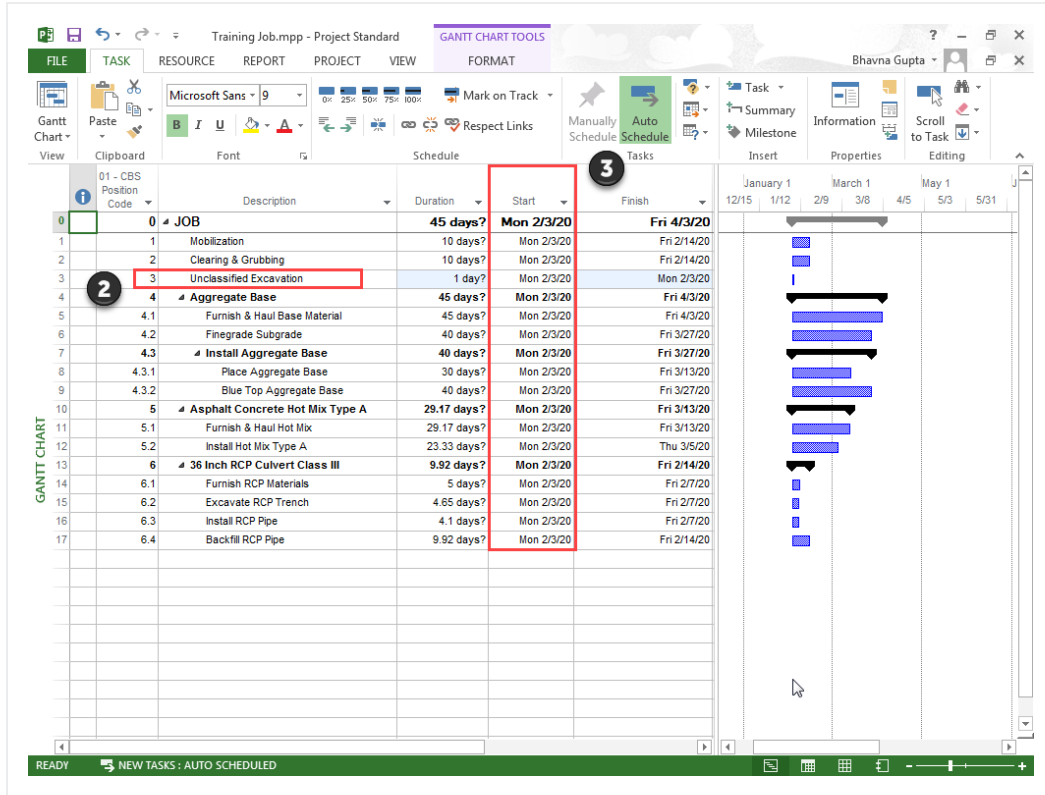 Training Job.mpp - Project Standard
GANTT CHART TOOLS
?
FILE TASK RESOURCE REPORT PROJECT VIEW FORMAT
Bhavna Gupta
Gantt Chart
Paste
Microsoft Sans 9
B I U A
0× 25× 50× 75× 100×
Mark on Track
Respect Links
Manually Schedule
Auto Schedule
Task
Summary
Milestone
Information
Scroll to Task
View Clipboard Font Schedule Tasks Insert Properties Editing
3
01 - CBS Position Code Description Duration Start Finish
January 1 March 1 May 1 J
12/15 1/12 2/9 3/8 4/5 5/3 5/31
0 0 JOB 45 days? Mon 2/3/20 Fri 4/3/20
1 1 Mobilization 10 days? Mon 2/3/20 Fri 2/14/20
2 2 Clearing & Grubbing 10 days? Mon 2/3/20 Fri 2/14/20
2
3 3 Unclassified Excavation 1 day? Mon 2/3/20 Mon 2/3/20
4 4 Aggregate Base 45 days? Mon 2/3/20 Fri 4/3/20
5 4.1 Furnish & Haul Base Material 45 days? Mon 2/3/20 Fri 4/3/20
6 4.2 Finegrade Subgrade 40 days? Mon 2/3/20 Fri 3/27/20
7 4.3 Install Aggregate Base 40 days? Mon 2/3/20 Fri 3/27/20
8 4.3.1 Place Aggregate Base 30 days? Mon 2/3/20 Fri 3/13/20
9 4.3.2 Blue Top Aggregate Base 40 days? Mon 2/3/20 Fri 3/27/20
10 5 Asphalt Concrete Hot Mix Type A 29.17 days? Mon 2/3/20 Fri 3/13/20
11 5.1 Furnish & Haul Hot Mix 29.17 days? Mon 2/3/20 Fri 3/13/20
12 5.2 Install Hot Mix Type A 23.33 days? Mon 2/3/20 Thu 3/5/20
13 6 36 Inch RCP Culvert Class III 9.92 days? Mon 2/3/20 Fri 2/14/20
14 6.1 Furnish RCP Materials 5 days? Mon 2/3/20 Fri 2/7/20
15 6.2 Excavate RCP Trench 4.65 days? Mon 2/3/20 Fri 2/7/20
16 6.3 Install RCP Pipe 4.1 days? Mon 2/3/20 Fri 2/7/20
17 6.4 Backfill RCP Pipe 9.92 days? Mon 2/3/20 Fri 2/14/20
GANTT CHART
READY NEW TASKS : AUTO SCHEDULED